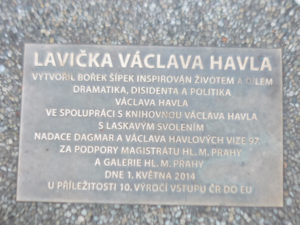 LAVIČKA VÁCLAVA HAVLA
VYTVOŘIL BOŘEK ŠÍPEK INSPIROVÁN ŽIVOTEM A DÍLEM
DRAMATIKA, DISIDENTA A POLITIKA
VÁCLAVA HAVLA
VE SPOLUPRÁCI S KNIHOVNOU VÁCLAVA HAVLA
S LASKAVÝM SVOLENÍM
NADACE DAGMAR A VÁCLAVA HAVLOVÝCH VIZE 97,
ZA PODPORY MAGISTRÁTU HL. M. PRAHY
A GALERIE HL. M. PRAHY
DNE 1. KVĚTNA 2014
U PŘÍLEŽITOSTI 10. VÝROČÍ VSTUPU ČR DO EU